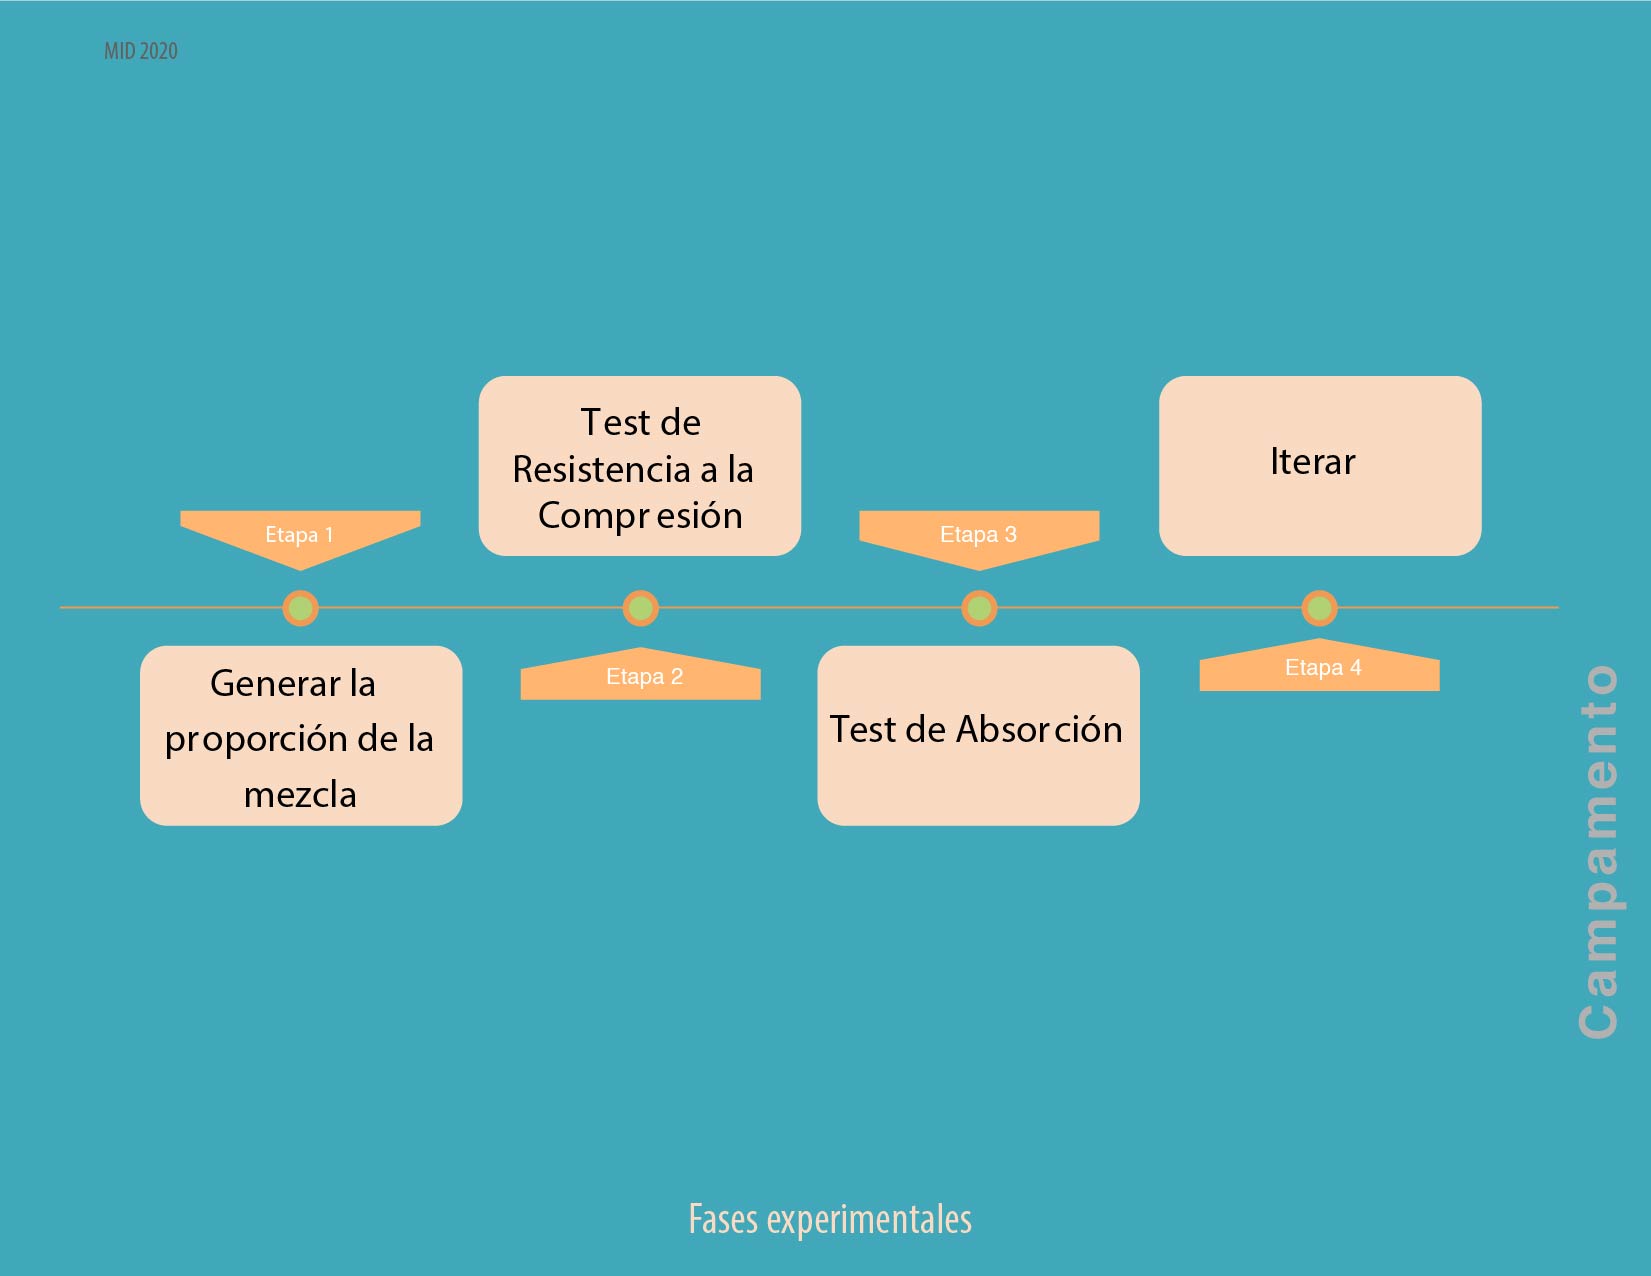 MID 2020
Etapa 1
Generar la
proporción de la
mezcla
Test de
Resistencia a la
Compresión
Etapa 2
Etapa 3
Test de Absorción
Iterar
Etapa 4
Campamento
Fases experimentales